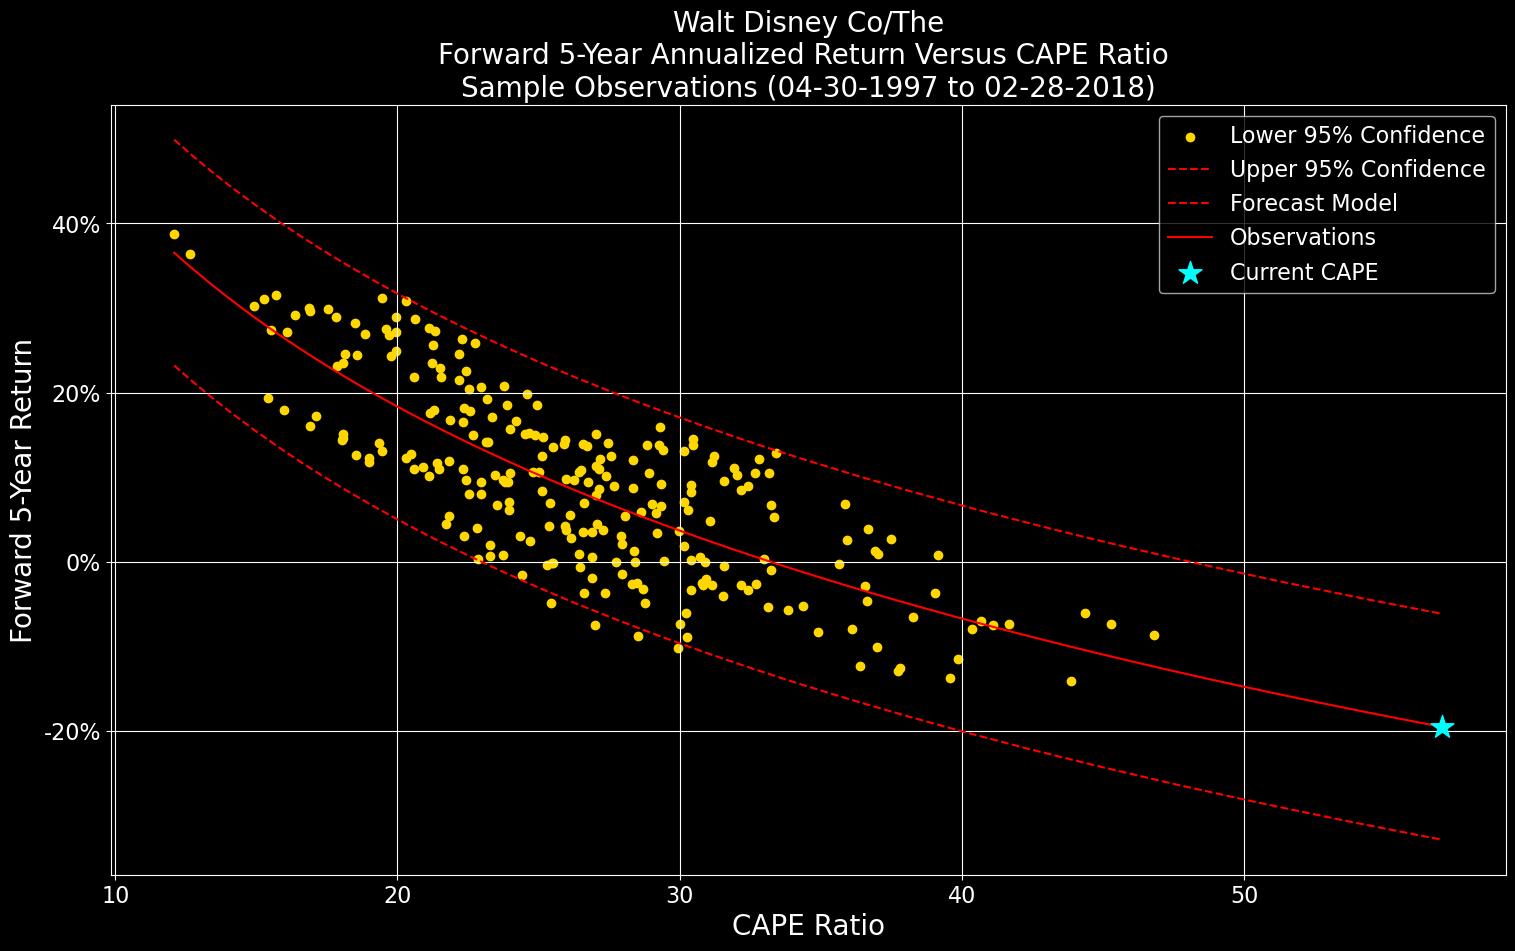 Walt Disney Co/The
Forward 5-Year Annualized Return Versus CAPE Ratio
Sample Observations (04-30-1997 to 02-28-2018)
Lower 95% Confidence
Upper 95% Confidence
Forecast Model
Observations
Current CAPE
Forward 5-Year Return
40%
20%
0%
-20%
10 20 30 40 50
CAPE Ratio